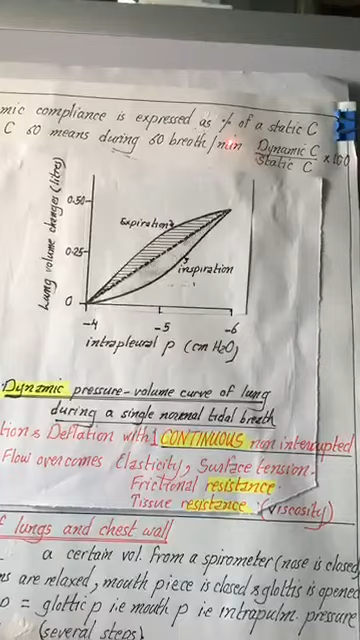 mic compliance is expressed as % of a static C
C 60 means during 60 breath/min Dynamic C / Static C × 100
Lung volume changes (litres)
0.50
0.25
0
Expiration
inspiration
-4 -5 -6
intrapleural p (cm H2O)
Dynamic pressure-volume curve of lung
during a single normal tidal breath
tion & Deflation with 1 CONTINUOUS non interrupted
Flow overcomes Elasticity, Surface tension.
Frictional resistance.
Tissue resistance (Viscosity)
f lungs and chest wall
a certain vol. from a spirometer (nose is closed
ns are relaxed, mouth piece is closed & glottis is opened
p = glottic p i.e mouth p i.e intrapulm. pressure
(several steps)